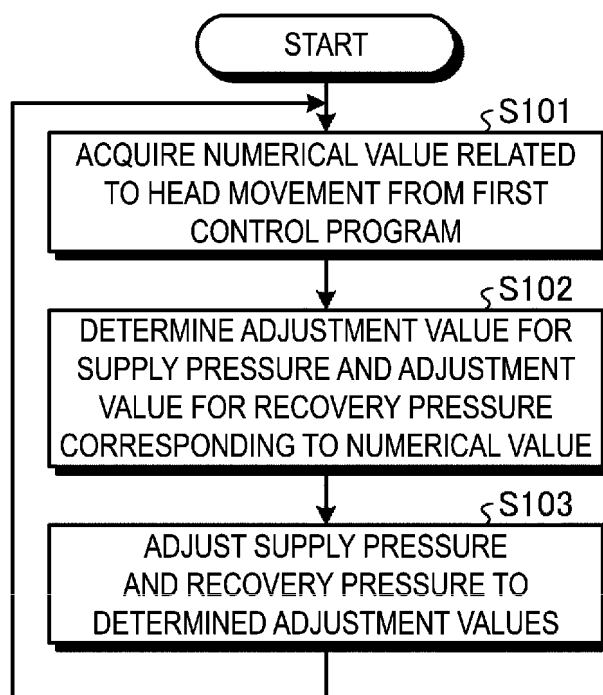 START
S101
ACQUIRE NUMERICAL VALUE RELATED
TO HEAD MOVEMENT FROM FIRST
CONTROL PROGRAM
S102
DETERMINE ADJUSTMENT VALUE FOR
SUPPLY PRESSURE AND ADJUSTMENT
VALUE FOR RECOVERY PRESSURE
CORRESPONDING TO NUMERICAL VALUE
S103
ADJUST SUPPLY PRESSURE
AND RECOVERY PRESSURE TO
DETERMINED ADJUSTMENT VALUES